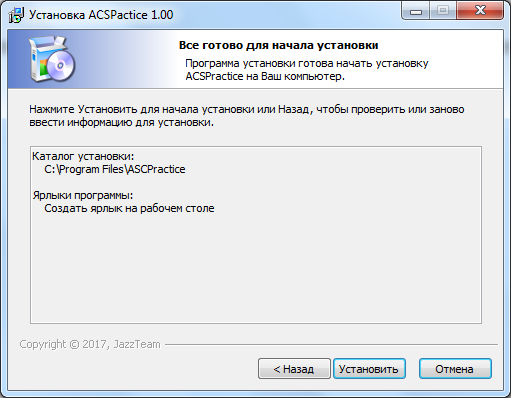 Установка ACSPactice 1.00
Все готово для начала установки
Программа установки готова начать установку
ACSPractice на Ваш компьютер.
Нажмите Установить для начала установки или Назад, чтобы проверить или заново
ввести информацию для установки.
Каталог установки:
C:\Program Files\ASCPractice
Ярлыки программы:
Создать ярлык на рабочем столе
Copyright © 2017, JazzTeam
< Назад
Установить
Отмена